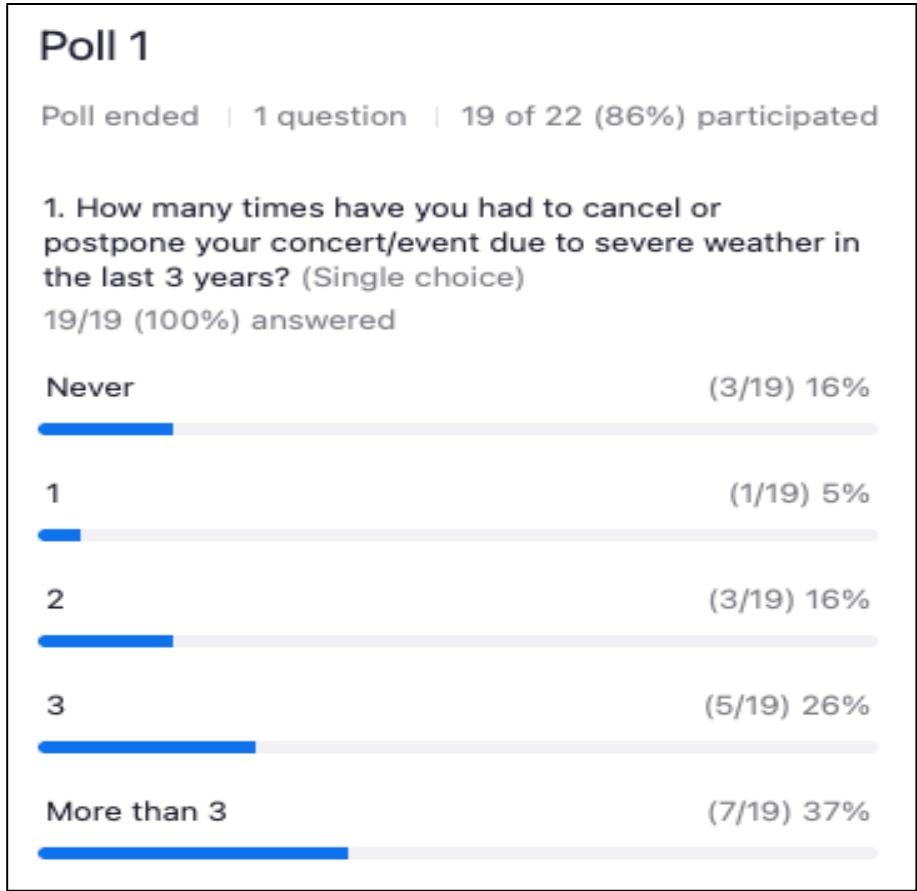 Poll 1
Poll ended | 1 question | 19 of 22 (86%) participated
1. How many times have you had to cancel or
postpone your concert/event due to severe weather in
the last 3 years? (Single choice)
19/19 (100%) answered
Never (3/19) 16%
1 (1/19) 5%
2 (3/19) 16%
3 (5/19) 26%
More than 3 (7/19) 37%